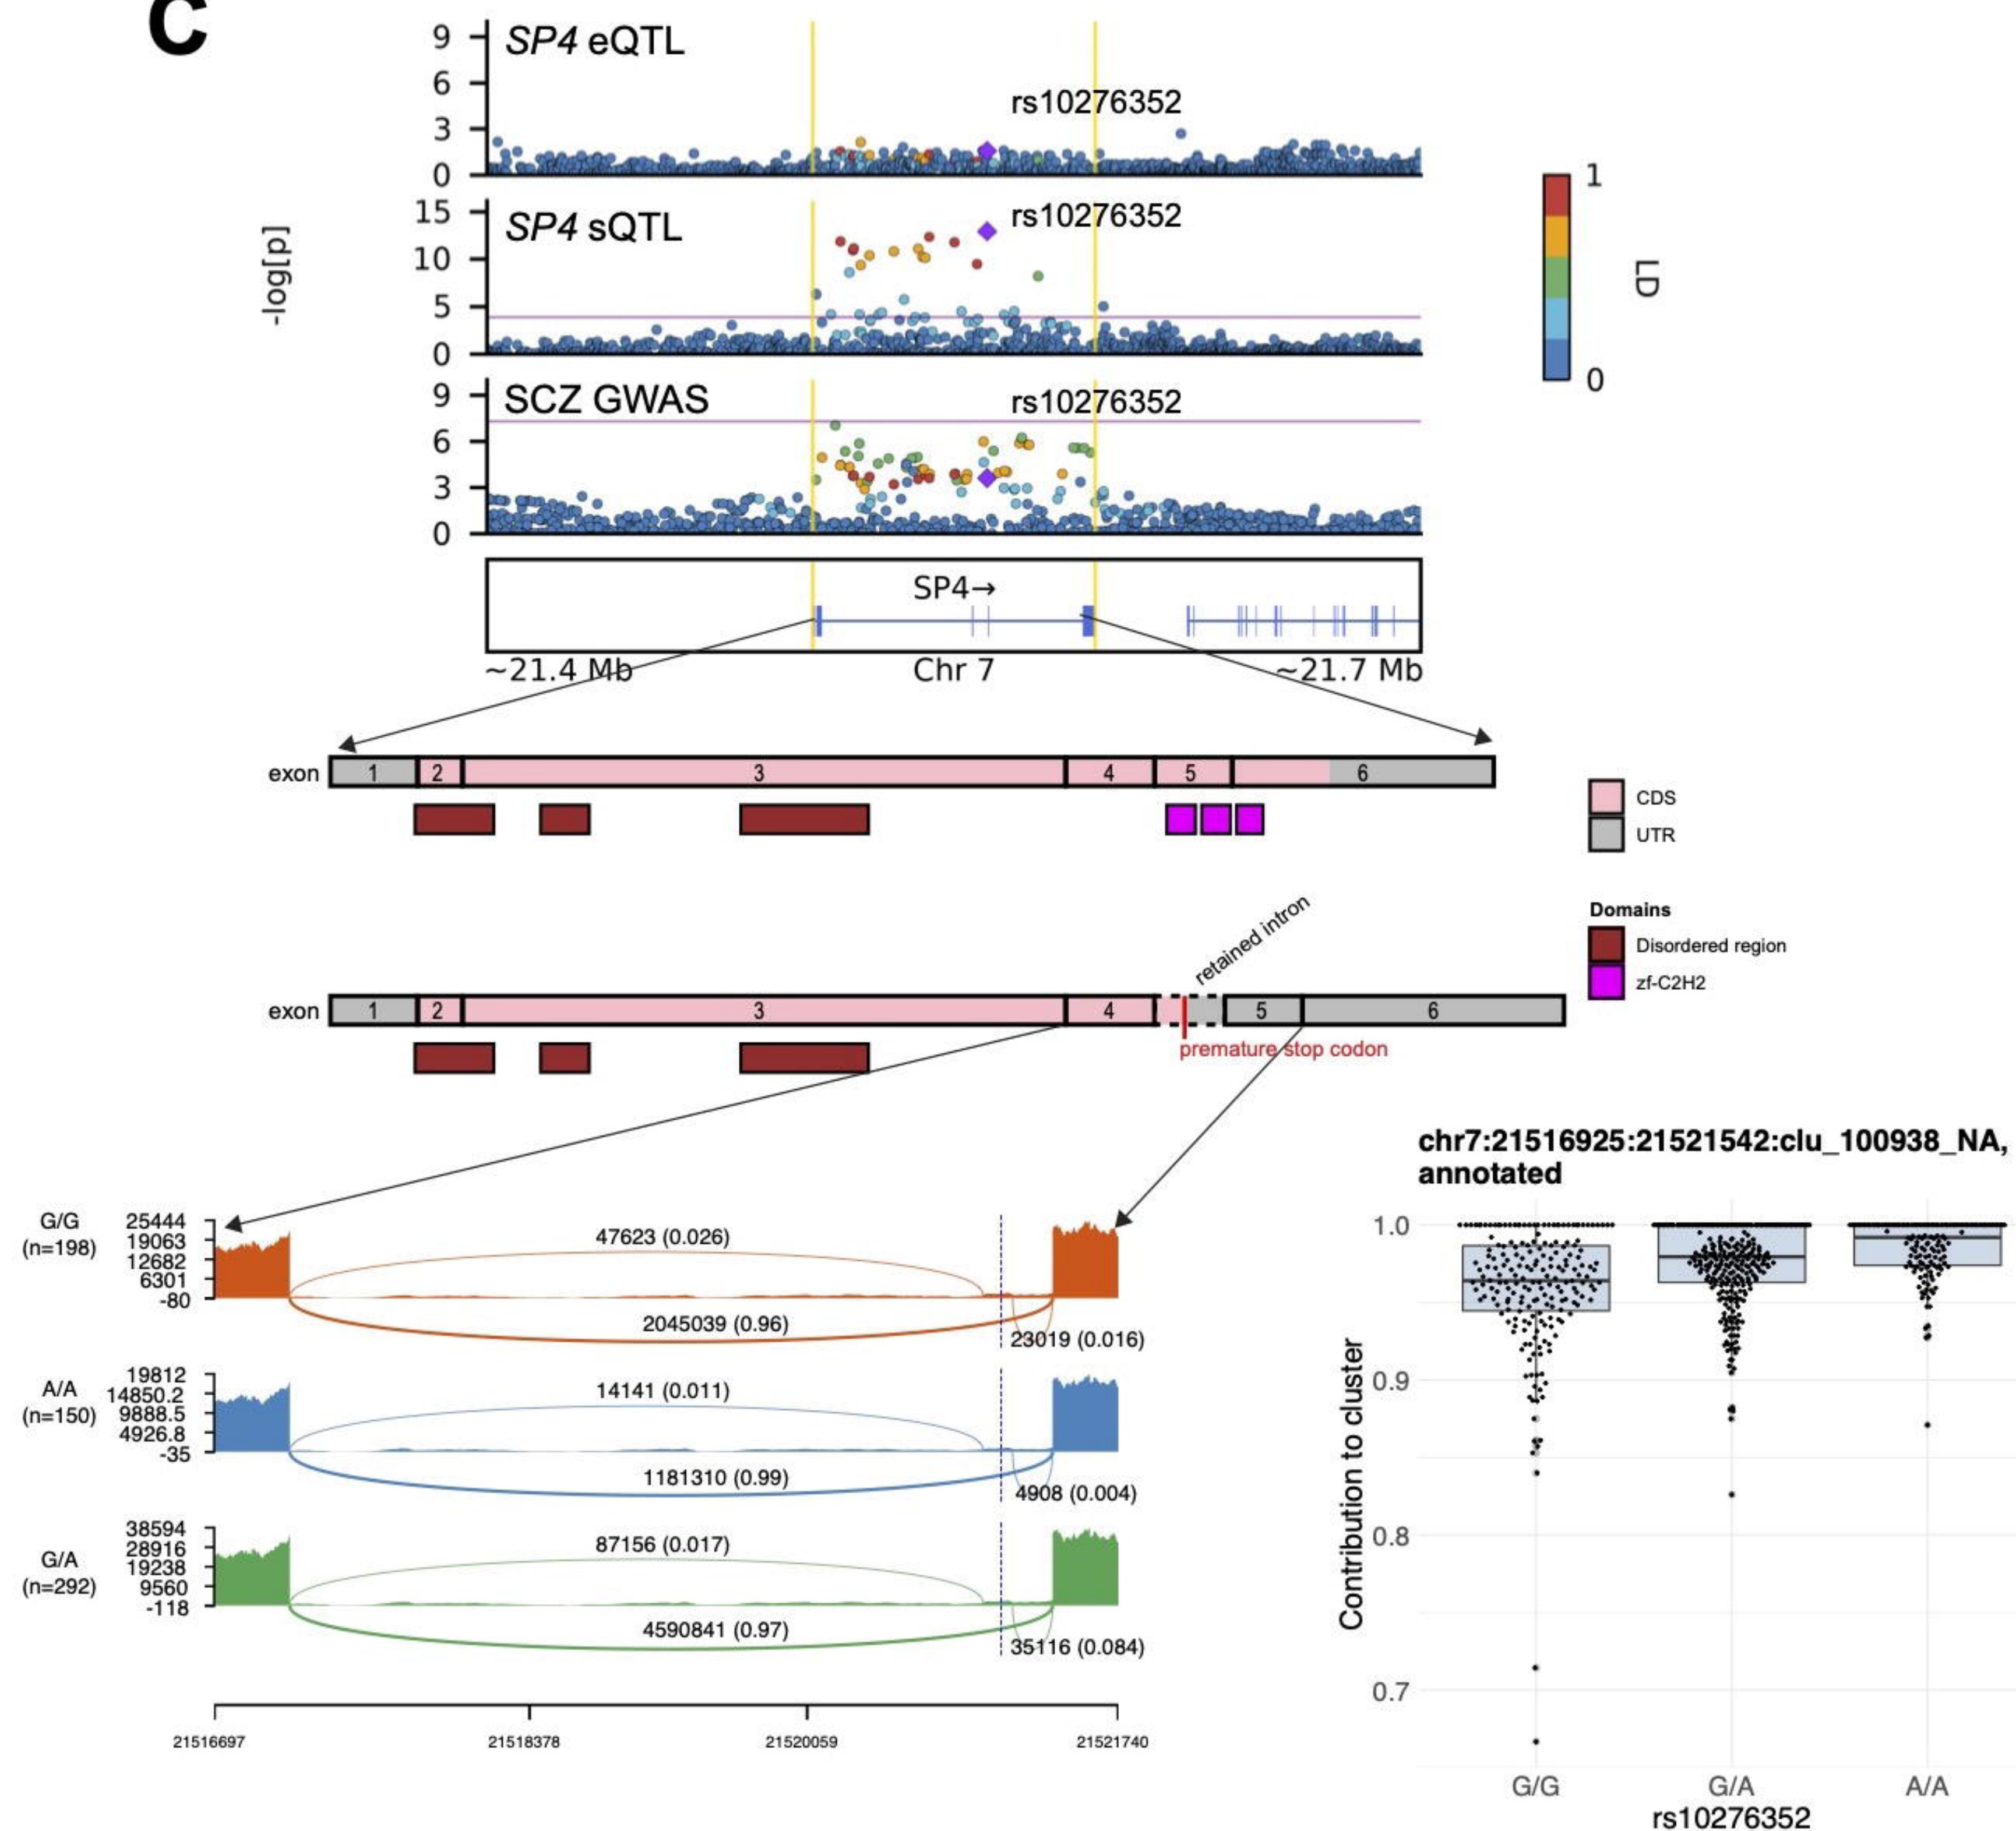 C
9
6
3
0
SP4 eQTL
rs10276352
15
10
5
0
SP4 sQTL
rs10276352
-log[p]
9
6
3
0
SCZ GWAS
rs10276352
1
0
LD
SP4→
~21.4 Mb
Chr 7
~21.7 Mb
exon 1 2 3 4 5 6
CDS
UTR
Domains
Disordered region
zf-C2H2
retained intron
exon 1 2 3 4 5 6
premature stop codon
G/G
(n=198)
25444
19063
12682
6301
-80
47623 (0.026)
2045039 (0.96)
23019 (0.016)
A/A
(n=150)
19812
14850.2
9888.5
4926.8
-35
14141 (0.011)
1181310 (0.99)
4908 (0.004)
G/A
(n=292)
38594
28916
19238
9560
-118
87156 (0.017)
4590841 (0.97)
35116 (0.084)
21516697
21518378
20520059
21521740
chr7:21516925:21521542:clu_100938_NA,
annotated
Contribution to cluster
1.0
0.9
0.8
0.7
G/G
G/A
A/A
rs10276352